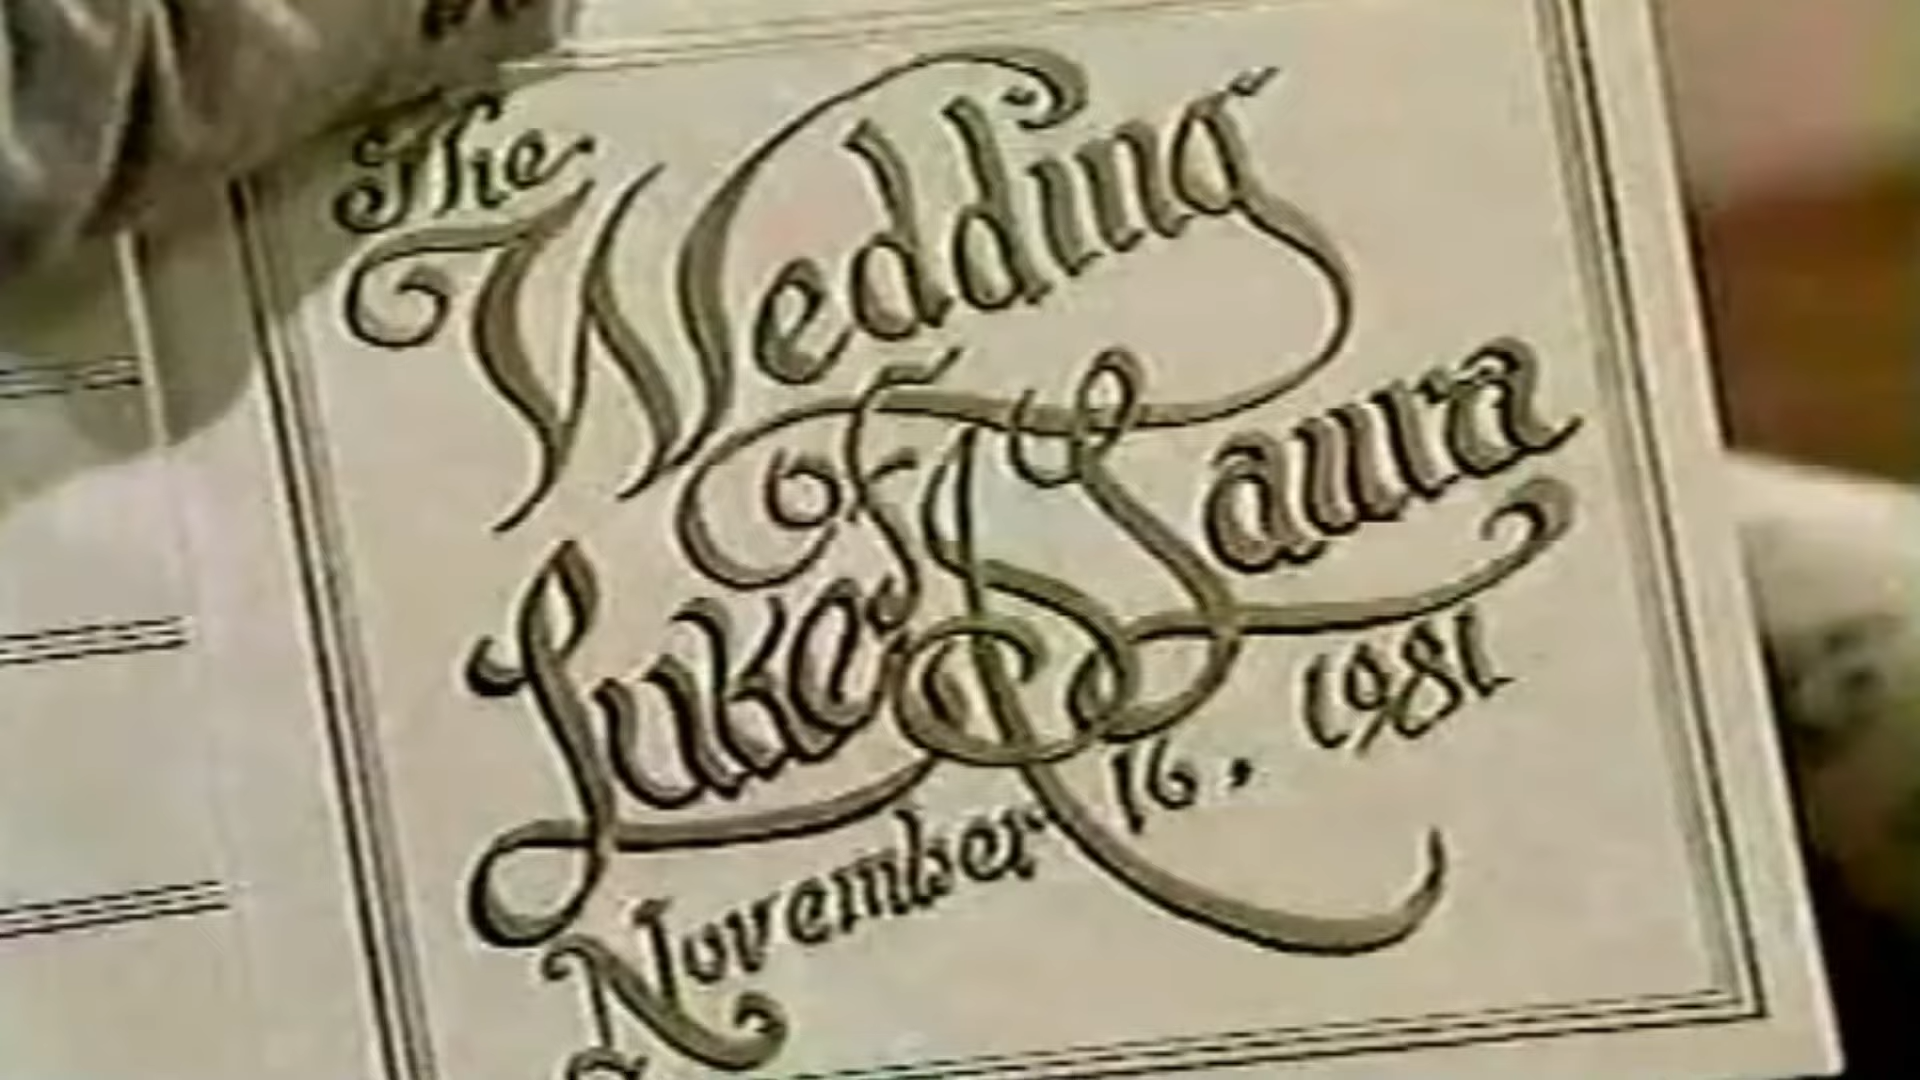 The
Wedding
of
Luke & Laura
November 16, 1981